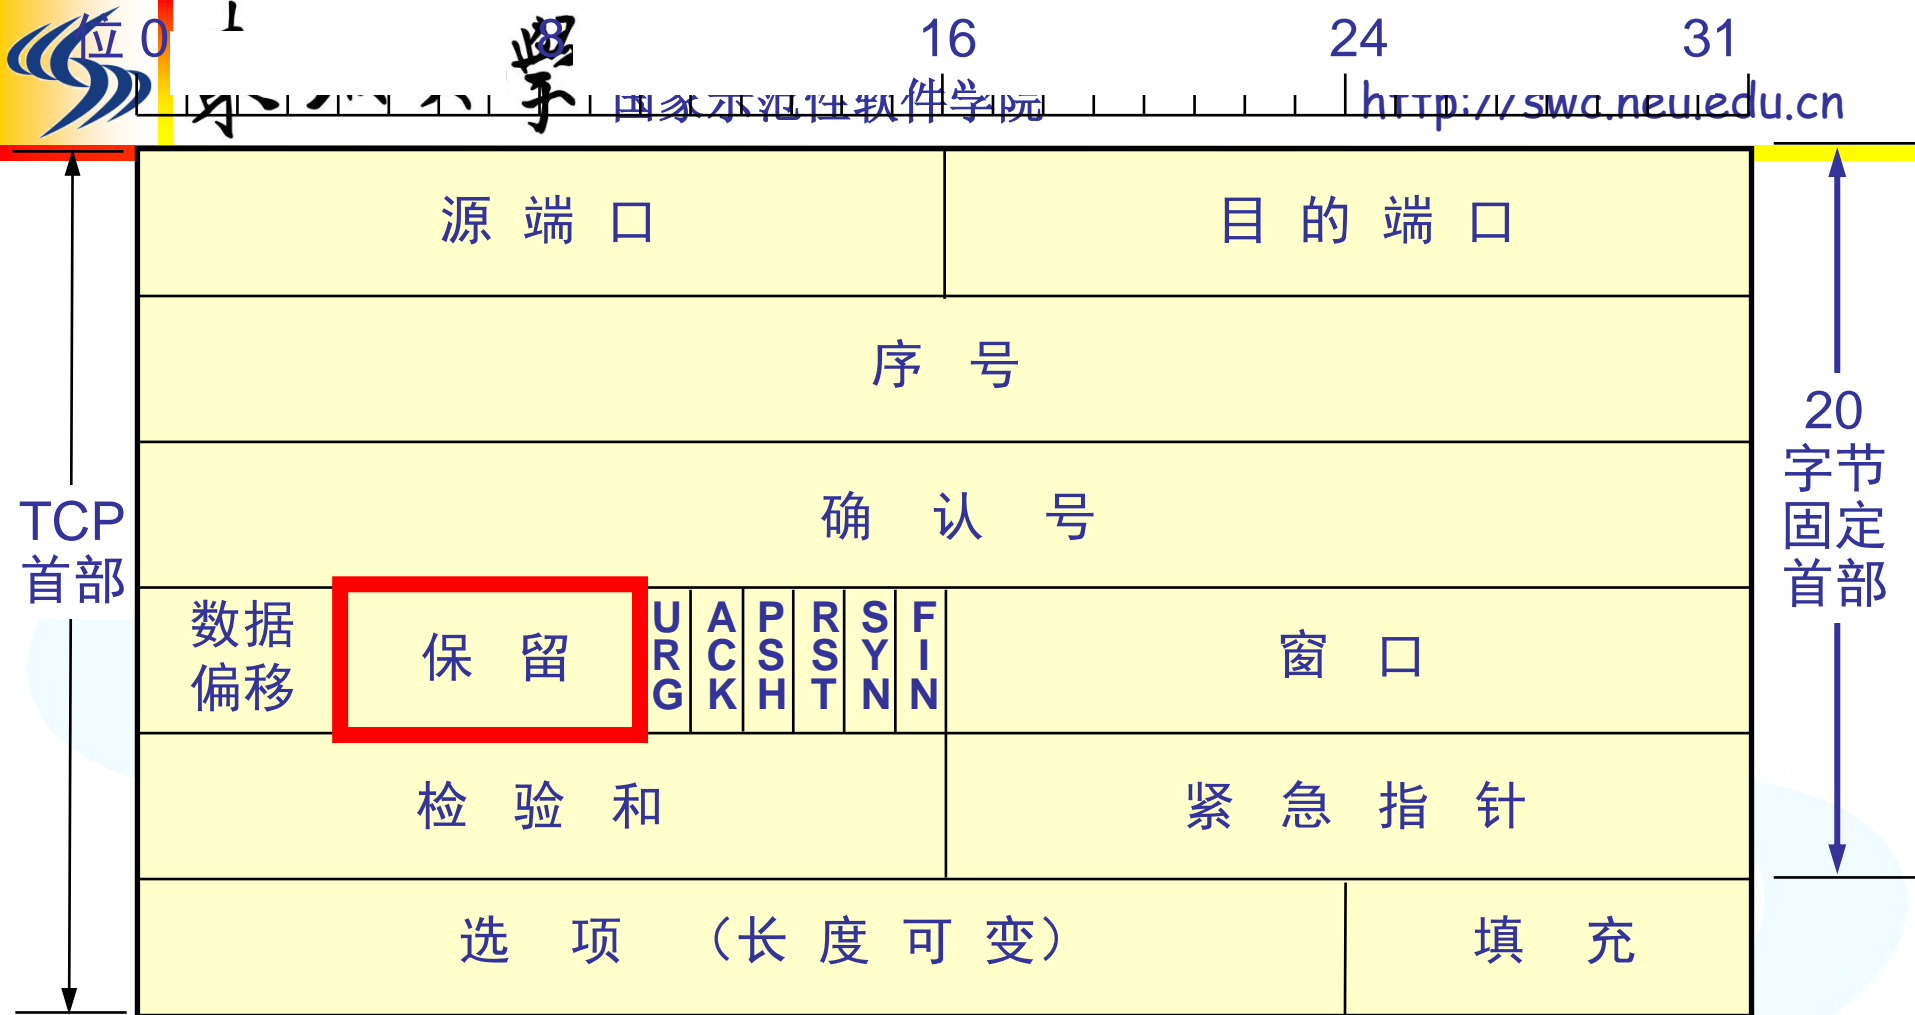 位 0 8 16 24 31
国家示范性软件学院 http://swc.neu.edu.cn
源端口 目的端口
序号
确认号
TCP
首部
20
字节
固定
首部
数据
偏移
保留
URG ACK PSH RST SYN FIN
窗口
检验和 紧急指针
选项（长度可变） 填充